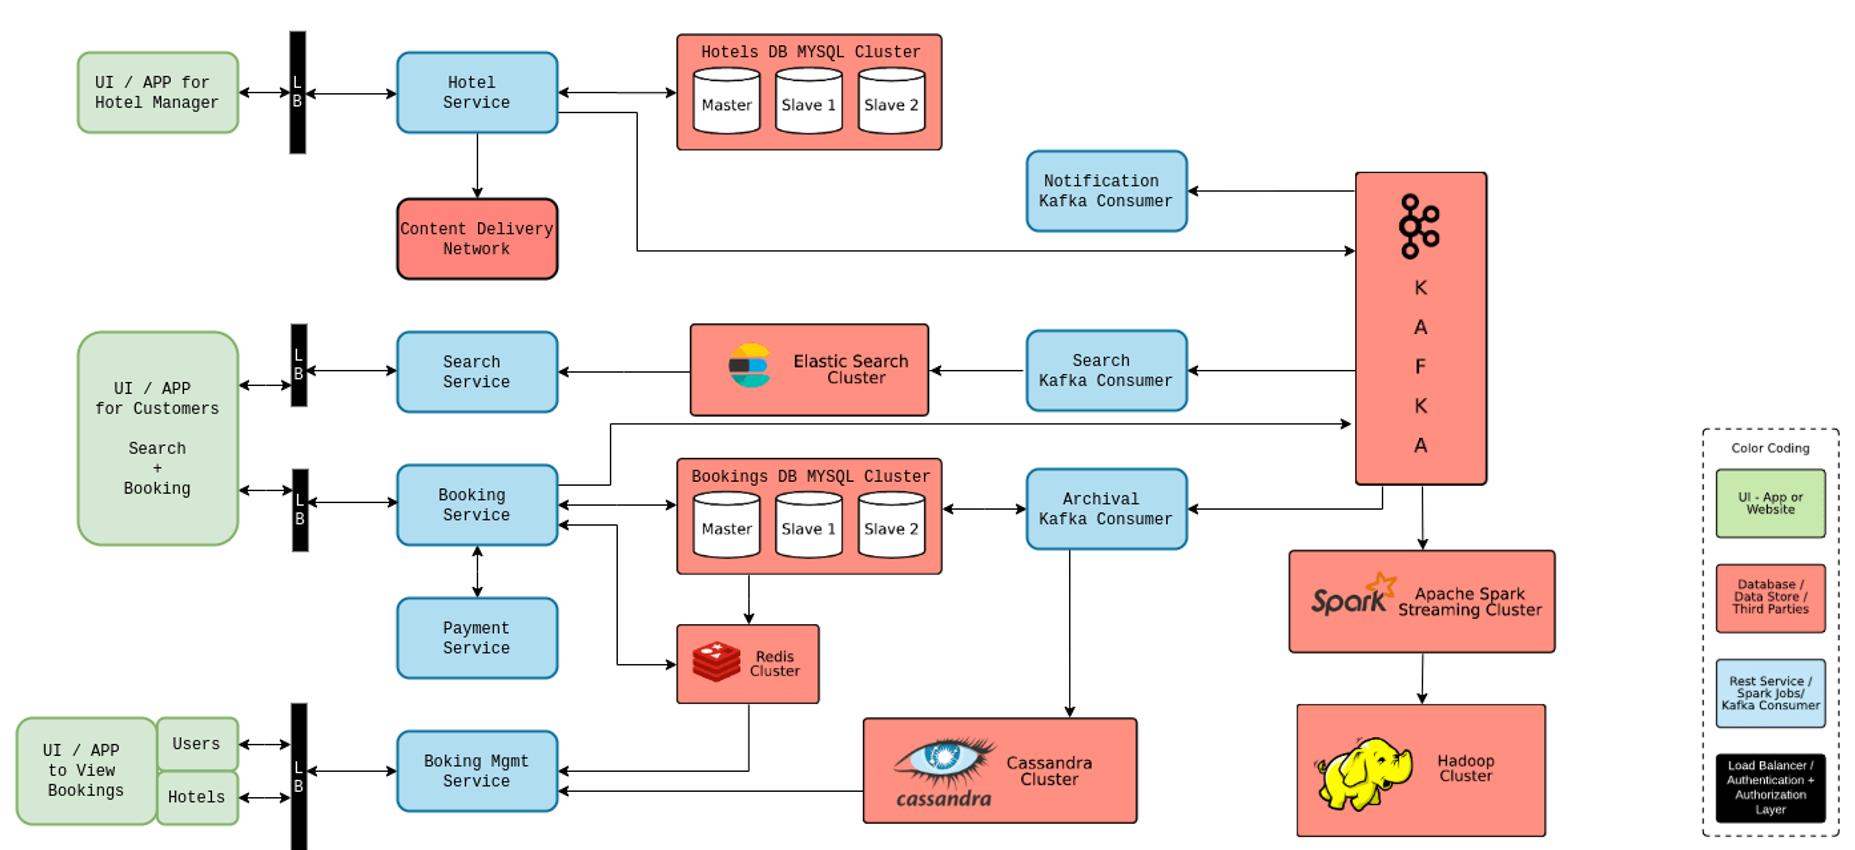 UI / APP for
Hotel Manager
L
B
Hotel
Service
Hotels DB MYSQL Cluster
Master
Slave 1
Slave 2
Content Delivery
Network
Notification
Kafka Consumer
K
A
F
K
A
UI / APP
for Customers
Search
+
Booking
L
B
Search
Service
Elastic Search
Cluster
Search
Kafka Consumer
L
B
Booking
Service
Bookings DB MYSQL Cluster
Master
Slave 1
Slave 2
Archival
Kafka Consumer
Payment
Service
Redis
Cluster
Spark
Apache Spark
Streaming Cluster
UI / APP
to View
Bookings
Users
Hotels
L
B
Boking Mgmt
Service
cassandra
Cassandra
Cluster
Hadoop
Cluster
Color Coding
UI - App or
Website
Database /
Data Store /
Third Parties
Rest Service /
Spark Jobs/
Kafka Consumer
Load Balancer /
Authentication +
Authorization
Layer